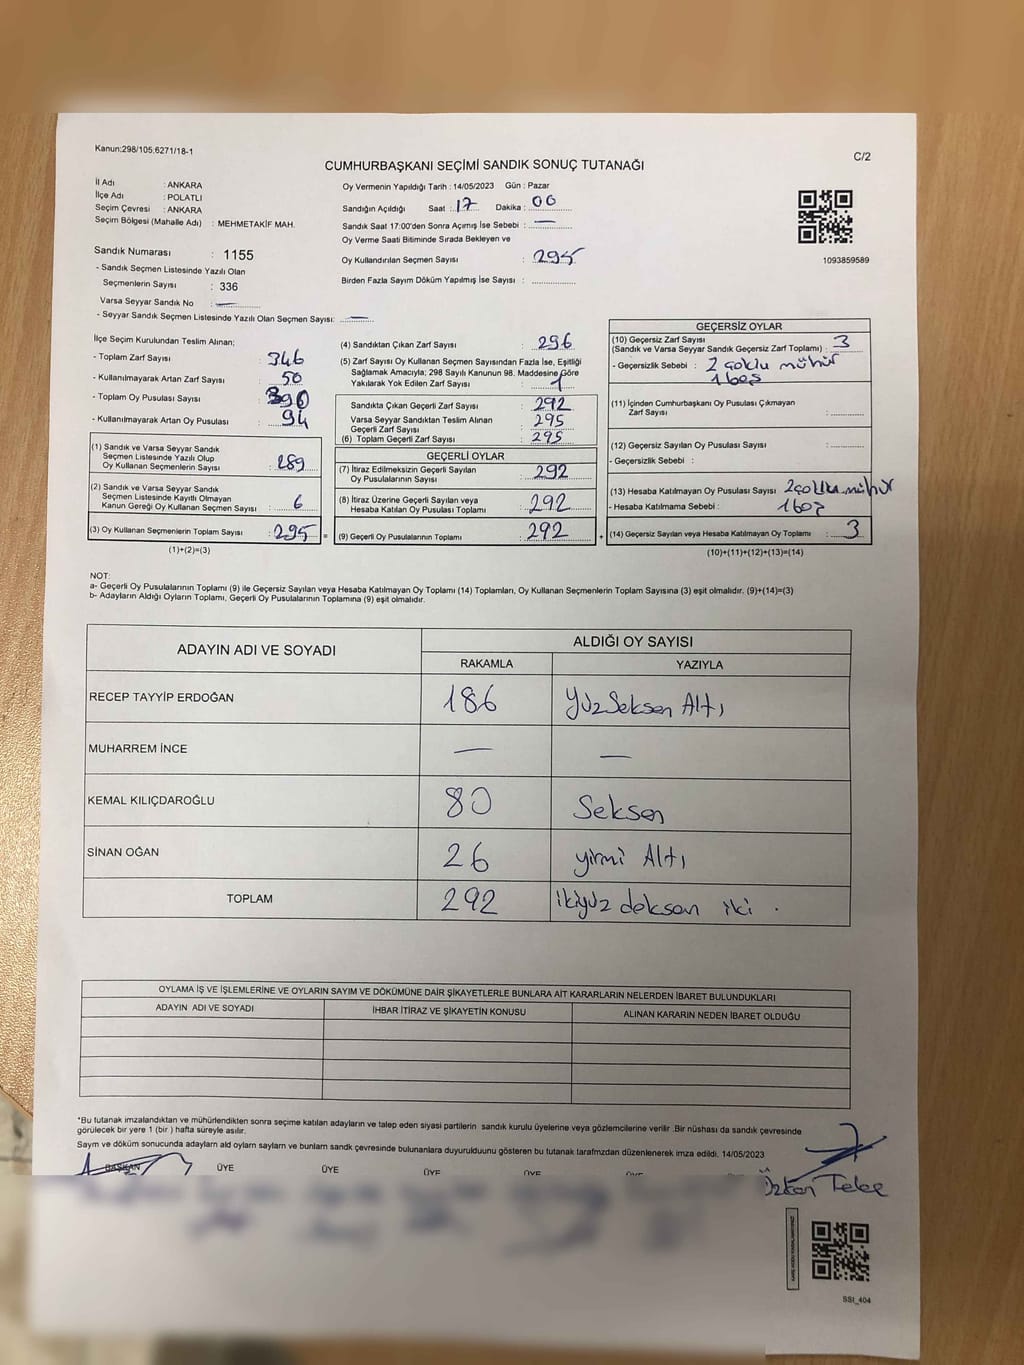 Kanun:298/105;6271/18-1
CUMHURBAŞKANI SEÇİMİ SANDIK SONUÇ TUTANAĞI
C/2
İl Adı : ANKARA
İlçe Adı : POLATLI
Seçim Çevresi : ANKARA
Seçim Bölgesi (Mahalle Adı) : MEHMETAKİF MAH.
Oy Vermenin Yapıldığı Tarih : 14/05/2023 Gün : Pazar
Sandığın Açıldığı Saat : 17 Dakika : 00
Sandık Saat 17:00'den Sonra Açımış İse Sebebi : —
Oy Verme Saati Bitiminde Sırada Bekleyen ve
Oy Kullandırılan Seçmen Sayısı : 295
Birden Fazla Sayım Döküm Yapılmış İse Sayısı :
1093859589
Sandık Numarası : 1155
- Sandık Seçmen Listesinde Yazılı Olan
Seçmenlerin Sayısı : 336
Varsa Seyyar Sandık No : —
- Seyyar Sandık Seçmen Listesinde Yazılı Olan Seçmen Sayısı: —
İlçe Seçim Kurulundan Teslim Alınan;
- Toplam Zarf Sayısı : 346
- Kullanılmayarak Artan Zarf Sayısı : 50
- Toplam Oy Pusulası Sayısı : 390
- Kullanılmayarak Artan Oy Pusulası : 94
(1) Sandık ve Varsa Seyyar Sandık
Seçmen Listesinde Yazılı Olup
Oy Kullanan Seçmenlerin Sayısı : 289
(2) Sandık ve Varsa Seyyar Sandık
Seçmen Listesinde Kayıtlı Olmayan
Kanun Gereği Oy Kullanan Seçmen Sayısı : 6
(3) Oy Kullanan Seçmenlerin Toplam Sayısı : 295 =
(1)+(2)=(3)
(4) Sandıktan Çıkan Zarf Sayısı : 296
(5) Zarf Sayısı Oy Kullanan Seçmen Sayısından Fazla İse, Eşitliği
Sağlamak Amacıyla; 298 Sayılı Kanunun 98. Maddesine Göre
Yakılarak Yok Edilen Zarf Sayısı : 1
Sandıkta Çıkan Geçerli Zarf Sayısı : 292
Varsa Seyyar Sandıktan Teslim Alınan
Geçerli Zarf Sayısı : 295
(6) Toplam Geçerli Zarf Sayısı : 295
GEÇERLİ OYLAR
(7) İtiraz Edilmeksizin Geçerli Sayılan
Oy Pusulalarının Sayısı : 292
(8) İtiraz Üzerine Geçerli Sayılan veya
Hesaba Katılan Oy Pusulası Toplamı : 292
(9) Geçerli Oy Pusulalarının Toplamı : 292 +
GEÇERSİZ OYLAR
(10) Geçersiz Zarf Sayısı
(Sandık ve Varsa Seyyar Sandık Geçersiz Zarf Toplamı) : 3
- Geçersizlik Sebebi : 2 çoklu mühür
1 boş
(11) İçinden Cumhurbaşkanı Oy Pusulası Çıkmayan
Zarf Sayısı :
(12) Geçersiz Sayılan Oy Pusulası Sayısı :
- Geçersizlik Sebebi :
(13) Hesaba Katılmayan Oy Pusulası Sayısı 2 çoklu mühür
- Hesaba Katılmama Sebebi : 1 boş
(14) Geçersiz Sayılan veya Hesaba Katılmayan Oy Toplamı : 3
(10)+(11)+(12)+(13)=(14)
NOT:
a- Geçerli Oy Pusulalarının Toplamı (9) ile Geçersiz Sayılan veya Hesaba Katılmayan Oy Toplamı (14) Toplamları, Oy Kullanan Seçmenlerin Toplam Sayısına (3) eşit olmalıdır. (9)+(14)=(3)
b- Adayların Aldığı Oyların Toplamı, Geçerli Oy Pusulalarının Toplamına (9) eşit olmalıdır.
ADAYIN ADI VE SOYADI
ALDIĞI OY SAYISI
RAKAMLA YAZIYLA
RECEP TAYYİP ERDOĞAN 186 YüzSeksen Altı
MUHARREM İNCE — —
KEMAL KILIÇDAROĞLU 80 Seksen
SİNAN OĞAN 26 yirmi Altı
TOPLAM 292 ikiyüz doksan iki .
OYLAMA İŞ VE İŞLEMLERİNE VE OYLARIN SAYIM VE DÖKÜMÜNE DAİR ŞİKAYETLERLE BUNLARA AİT KARARLARIN NELERDEN İBARET BULUNDUKLARI
ADAYIN ADI VE SOYADI İHBAR İTİRAZ VE ŞİKAYETİN KONUSU ALINAN KARARIN NEDEN İBARET OLDUĞU
*Bu tutanak imzalandıktan ve mühürlendikten sonra seçime katılan adayların ve talep eden siyasi partilerin sandık kurulu üyelerine veya gözlemcilerine verilir .Bir nüshası da sandık çevresinde
görülecek bir yere 1 (bir ) hafta süreyle asılır.
Sayım ve döküm sonucunda adayların ald oyların sayların ve bunların sandk çevresinde bulunanlara duyurulduunu gösteren bu tutanak tarafmzdan düzenlenerek imza edildi. 14/05/2023
BAŞKAN ÜYE ÜYE ÜYE ÜYE
SSI_404